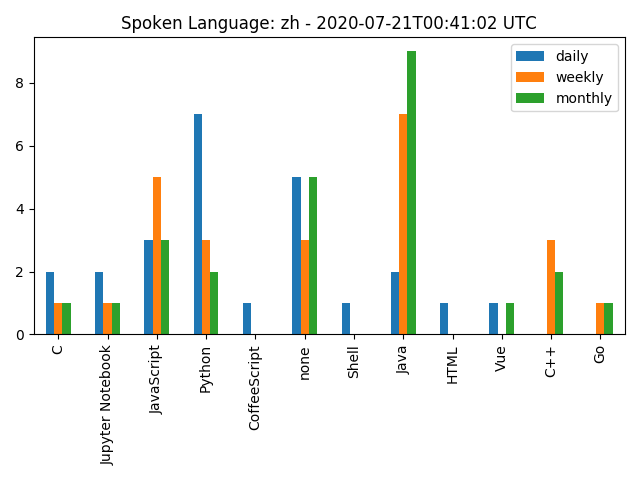 Spoken Language: zh - 2020-07-21T00:41:02 UTC
daily
weekly
monthly
8
6
4
2
0
C
Jupyter Notebook
JavaScript
Python
CoffeeScript
none
Shell
Java
HTML
Vue
C++
Go